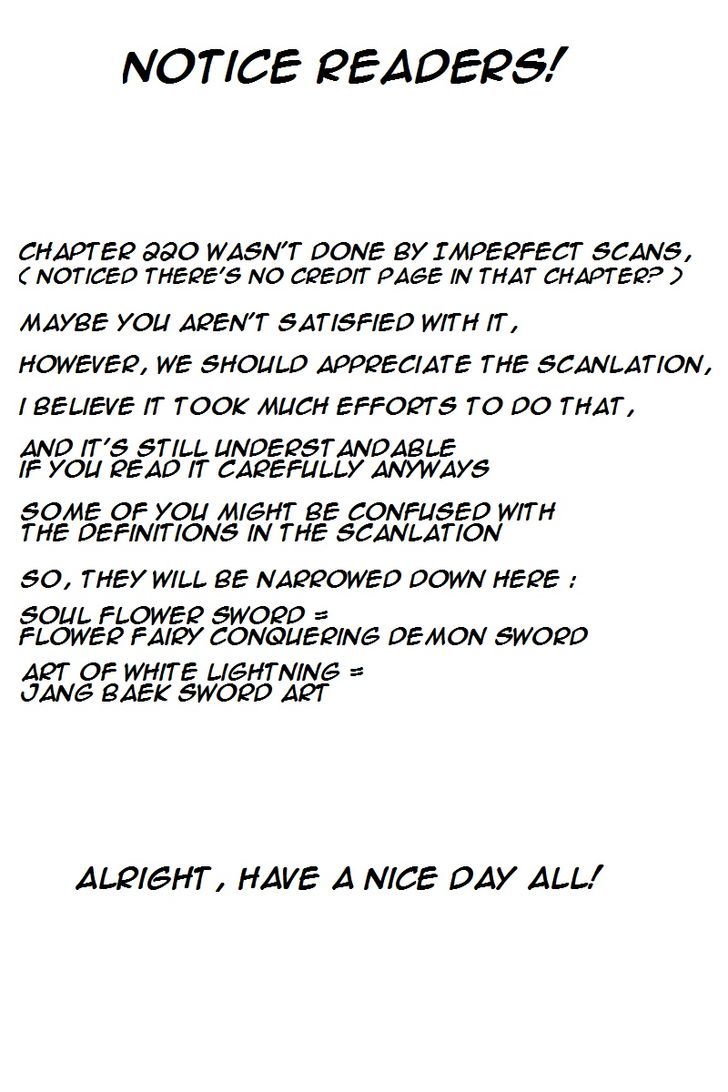 NOTICE READERS!
CHAPTER 220 WASN'T DONE BY IMPERFECT SCANS,
( NOTICED THERE'S NO CREDIT PAGE IN THAT CHAPTER? )
MAYBE YOU AREN'T SATISFIED WITH IT,
HOWEVER, WE SHOULD APPRECIATE THE SCANLATION,
I BELIEVE IT TOOK MUCH EFFORTS TO DO THAT,
AND IT'S STILL UNDERSTANDABLE
IF YOU READ IT CAREFULLY ANYWAYS
SOME OF YOU MIGHT BE CONFUSED WITH
THE DEFINITIONS IN THE SCANLATION
SO, THEY WILL BE NARROWED DOWN HERE :
SOUL FLOWER SWORD =
FLOWER FAIRY CONQUERING DEMON SWORD
ART OF WHITE LIGHTNING =
JANG BAEK SWORD ART
ALRIGHT, HAVE A NICE DAY ALL!